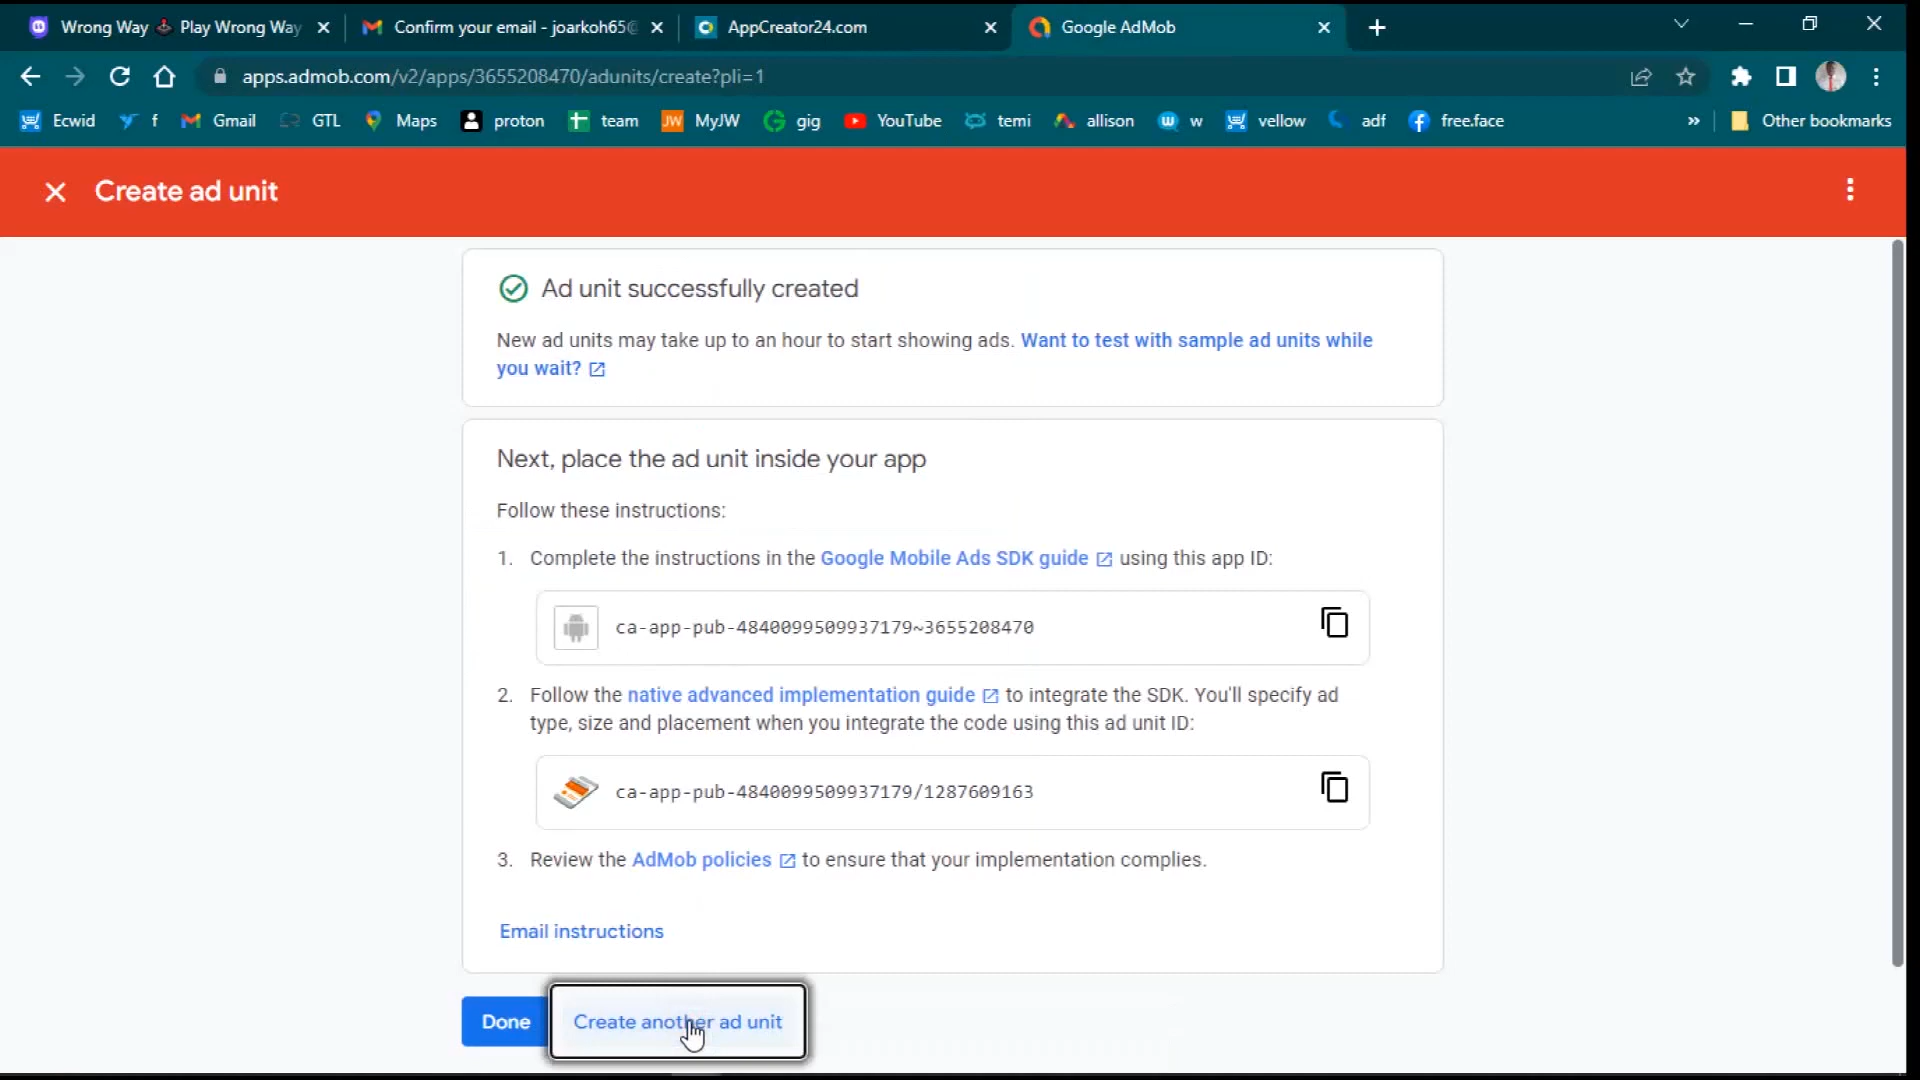 Wrong Way 🕹 Play Wrong Way
Confirm your email - joarkoh65@
AppCreator24.com
Google AdMob
apps.admob.com/v2/apps/3655208470/adunits/create?pli=1
Ecwid
f
Gmail
GTL
Maps
proton
team
JW
MyJW
gig
YouTube
temi
allison
w
vellow
adf
free.face
»
Other bookmarks
Create ad unit
Ad unit successfully created
New ad units may take up to an hour to start showing ads. Want to test with sample ad units while
you wait?
Next, place the ad unit inside your app
Follow these instructions:
1. Complete the instructions in the Google Mobile Ads SDK guide using this app ID:
ca-app-pub-4840099509937179~3655208470
2. Follow the native advanced implementation guide to integrate the SDK. You'll specify ad
type, size and placement when you integrate the code using this ad unit ID:
ca-app-pub-4840099509937179/1287609163
3. Review the AdMob policies to ensure that your implementation complies.
Email instructions
Done
Create another ad unit